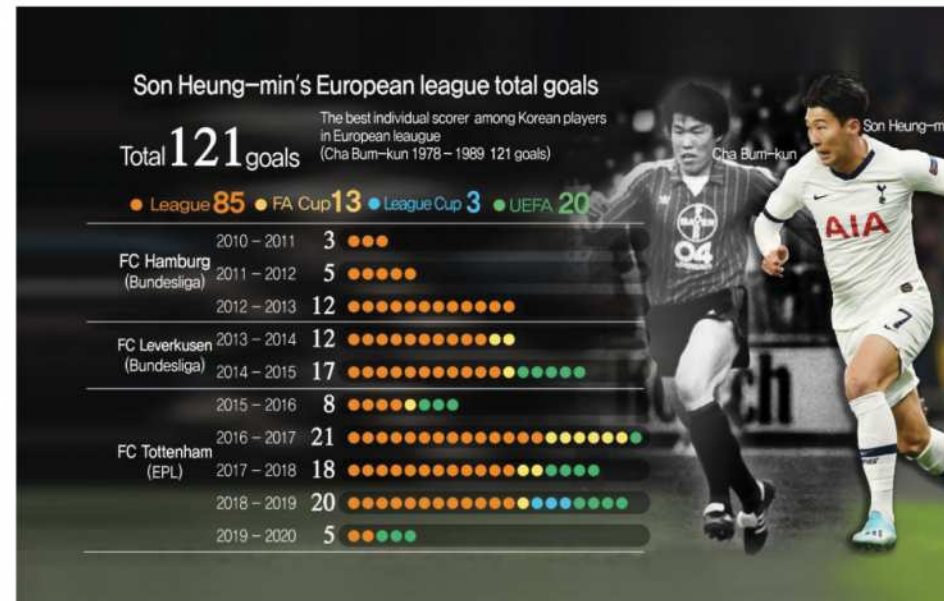 Son Heung-min's European league total goals
Total 121 goals
The best individual scorer among Korean players
in European leaugue
(Cha Bum-kun 1978 - 1989 121 goals)
Cha Bum-kun
Son Heung-m
League 85 FA Cup 13 League Cup 3 UEFA 20
FC Hamburg
(Bundesliga)
2010 - 2011 3
2011 - 2012 5
2012 - 2013 12
FC Leverkusen
(Bundesliga)
2013 - 2014 12
2014 - 2015 17
FC Tottenham
(EPL)
2015 - 2016 8
2016 - 2017 21
2017 - 2018 18
2018 - 2019 20
2019 - 2020 5
BAYER
04
AIA
7